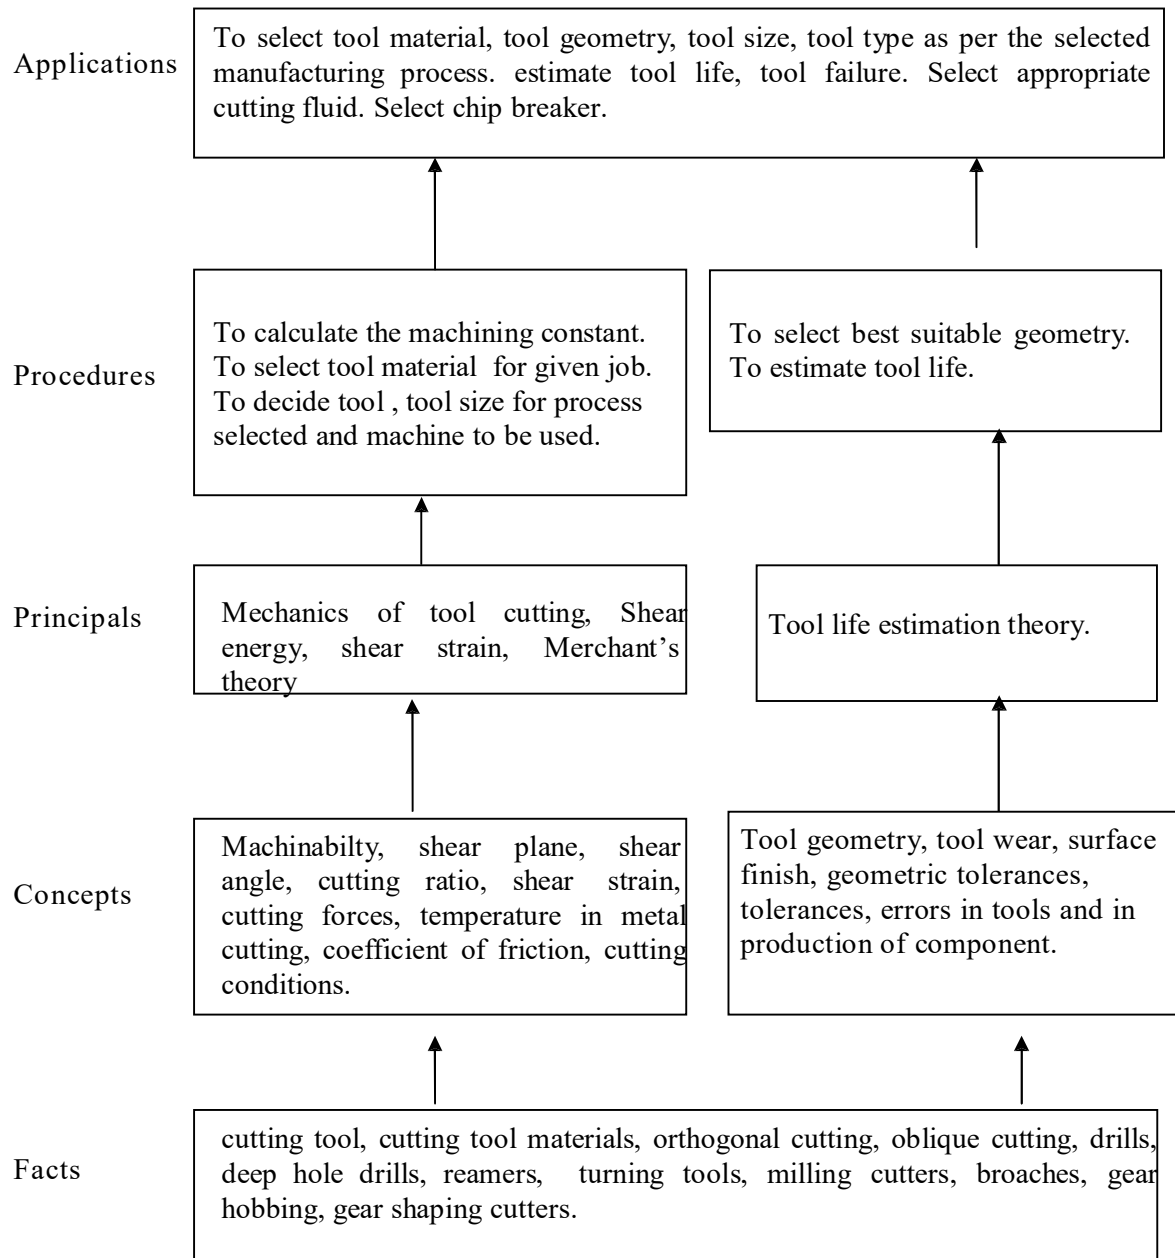 Applications
To select tool material, tool geometry, tool size, tool type as per the selected
manufacturing process. estimate tool life, tool failure. Select appropriate
cutting fluid. Select chip breaker.
Procedures
To calculate the machining constant.
To select tool material for given job.
To decide tool , tool size for process
selected and machine to be used.
To select best suitable geometry.
To estimate tool life.
Principals
Mechanics of tool cutting, Shear
energy, shear strain, Merchant’s
theory
Tool life estimation theory.
Concepts
Machinabilty, shear plane, shear
angle, cutting ratio, shear strain,
cutting forces, temperature in metal
cutting, coefficient of friction, cutting
conditions.
Tool geometry, tool wear, surface
finish, geometric tolerances,
tolerances, errors in tools and in
production of component.
Facts
cutting tool, cutting tool materials, orthogonal cutting, oblique cutting, drills,
deep hole drills, reamers, turning tools, milling cutters, broaches, gear
hobbing, gear shaping cutters.